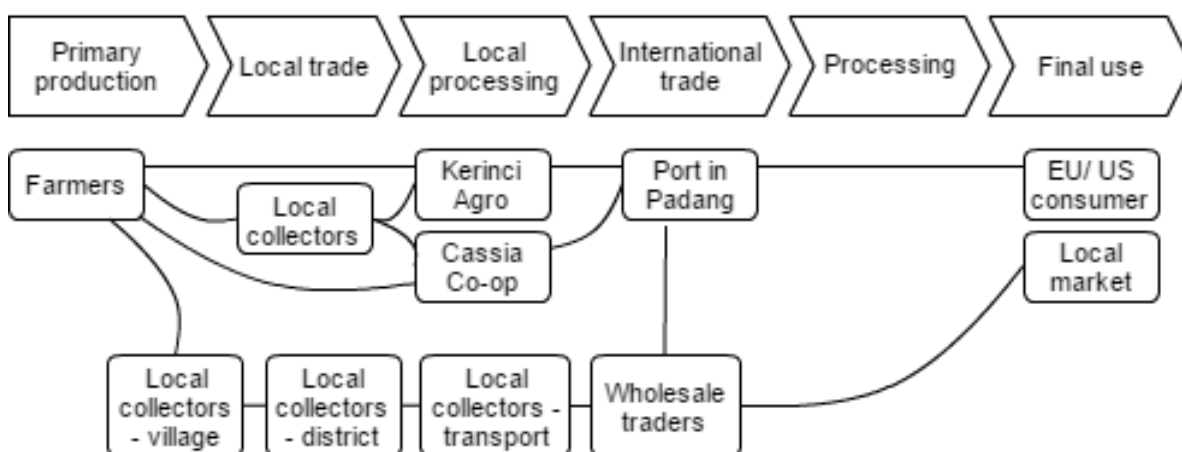 Primary
production
Local trade
Local
processing
International
trade
Processing
Final use
Farmers
Local
collectors
Kerinci
Agro
Cassia
Co-op
Port in
Padang
EU/ US
consumer
Local
market
Local
collectors
- village
Local
collectors
- district
Local
collectors -
transport
Wholesale
traders